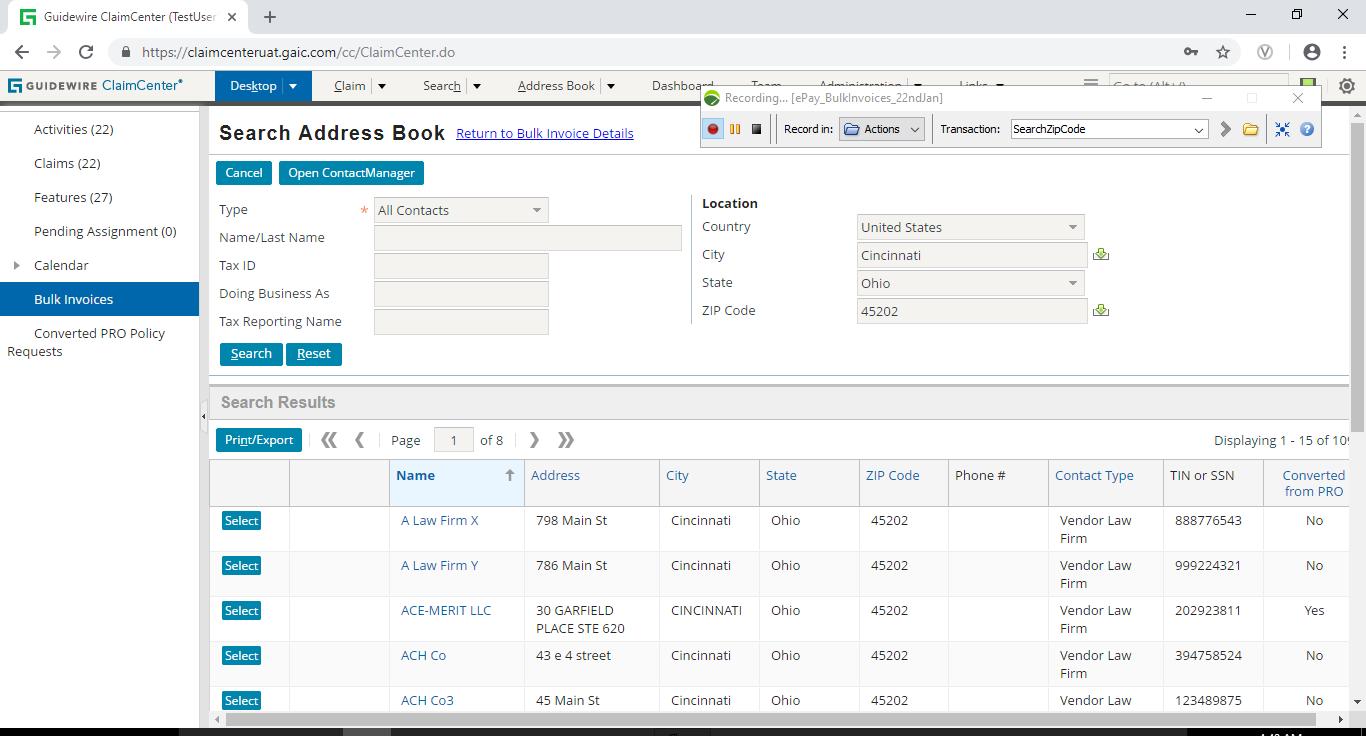 Guidewire ClaimCenter (TestUser
https://claimcenteruat.gaic.com/cc/ClaimCenter.do
GUIDEWIRE ClaimCenter
Desktop
Claim
Search
Address Book
Dashboard
Team
Administration
Links
Go to (Alt+/)
Recording... [ePay_BulkInvoices_22ndJan]
Record in: Actions Transaction: SearchZipCode
Activities (22)
Claims (22)
Features (27)
Pending Assignment (0)
Calendar
Bulk Invoices
Converted PRO Policy
Requests
Search Address Book Return to Bulk Invoice Details
Cancel Open ContactManager
Type * All Contacts
Name/Last Name
Tax ID
Doing Business As
Tax Reporting Name
Location
Country United States
City Cincinnati
State Ohio
ZIP Code 45202
Search Reset
Search Results
Print/Export Page 1 of 8 Displaying 1 - 15 of 109
Name Address City State ZIP Code Phone # Contact Type TIN or SSN Converted
from PRO
Select A Law Firm X 798 Main St Cincinnati Ohio 45202 Vendor Law 888776543 No
Firm
Select A Law Firm Y 786 Main St Cincinnati Ohio 45202 Vendor Law 999224321 No
Firm
Select ACE-MERIT LLC 30 GARFIELD CINCINNATI Ohio 45202 Vendor Law 202923811 Yes
PLACE STE 620 Firm
Select ACH Co 43 e 4 street Cincinnati Ohio 45202 Vendor Law 394758524 No
Firm
Select ACH Co3 45 Main St Cincinnati Ohio 45202 Vendor Law 123489875 No